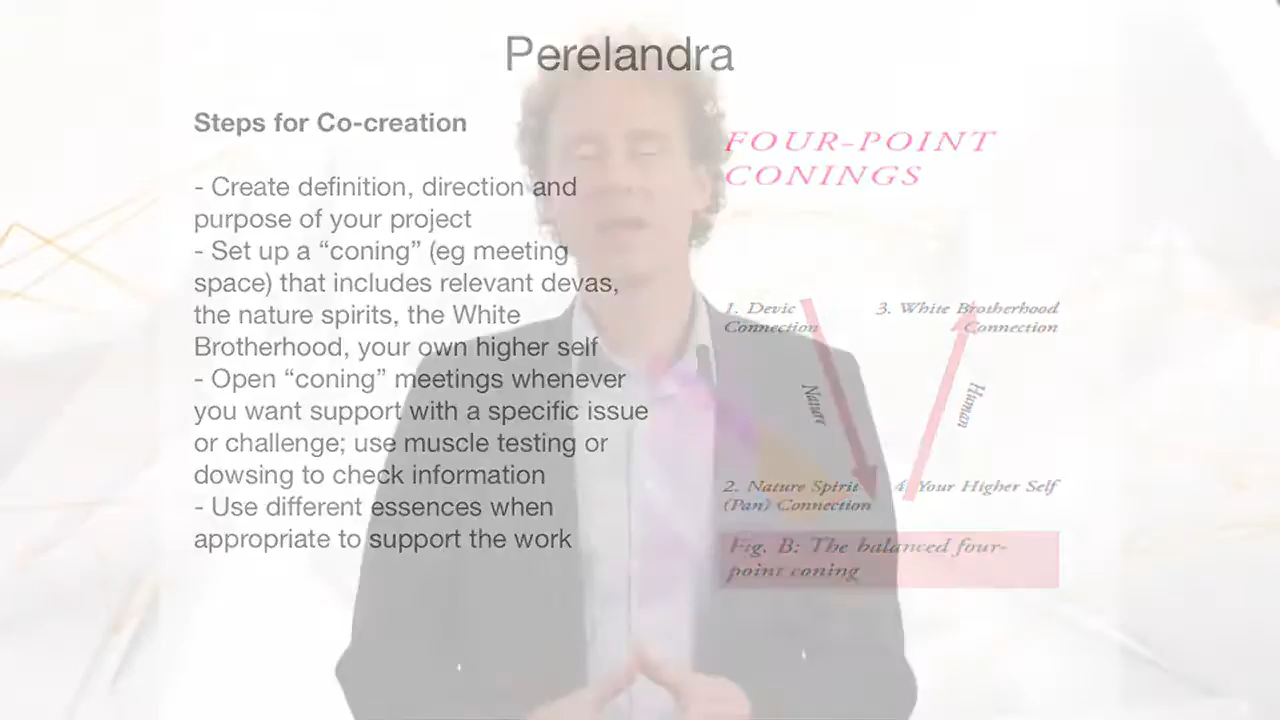 Perelandra
Steps for Co-creation
- Create definition, direction and
purpose of your project
- Set up a “coning” (eg meeting
space) that includes relevant devas,
the nature spirits, the White
Brotherhood, your own higher self
- Open “coning” meetings whenever
you want support with a specific issue
or challenge; use muscle testing or
dowsing to check information
- Use different essences when
appropriate to support the work
FOUR-POINT
CONINGS
1. Devic
Connection
3. White Brotherhood
Connection
Nature
Human
2. Nature Spirit
(Pan) Connection
4. Your Higher Self
Fig. B: The balanced four-
point coning